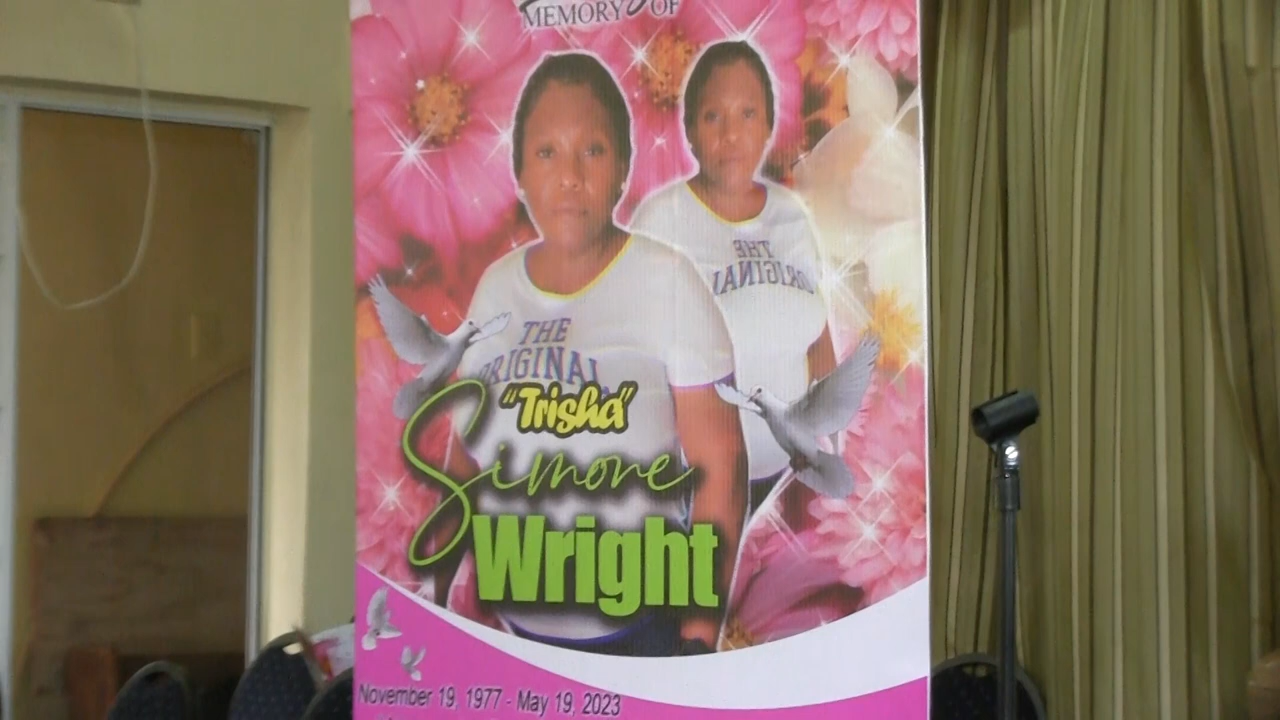 MEMORY OF
THE
ORIGINAL
THE
ORIGINAL
"Trisha"
Simone
Wright
November 19, 1977 - May 19, 2023